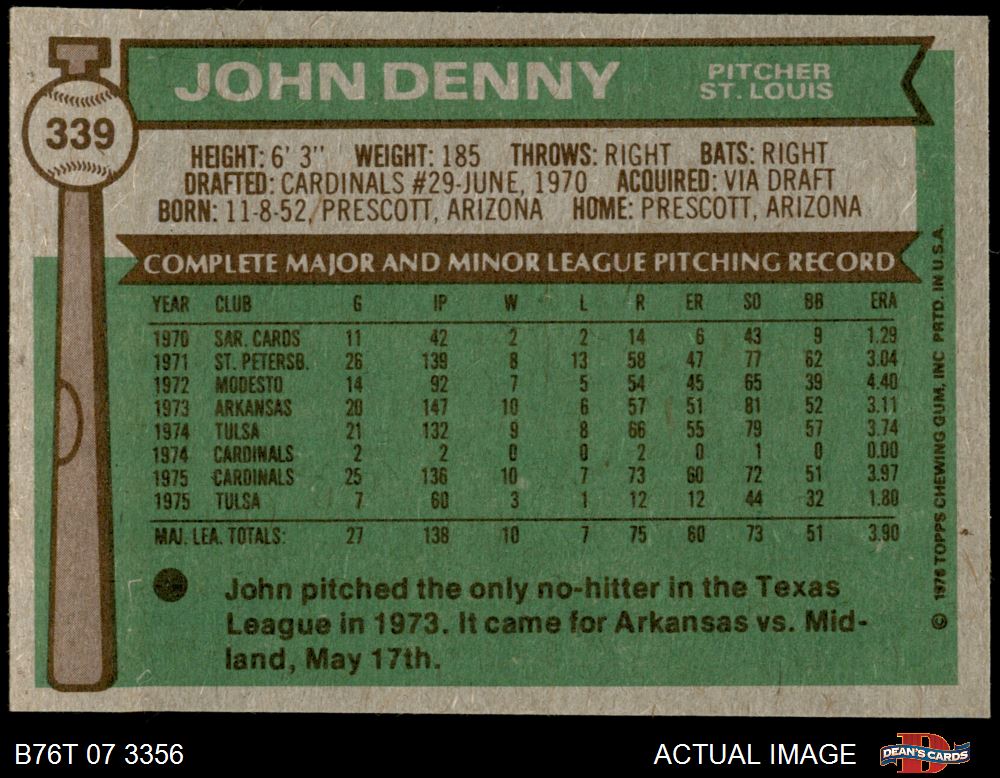 JOHN DENNY
PITCHER
ST. LOUIS
339
HEIGHT: 6' 3" WEIGHT: 185 THROWS: RIGHT BATS: RIGHT
DRAFTED: CARDINALS #29-JUNE, 1970 ACQUIRED: VIA DRAFT
BORN: 11-8-52, PRESCOTT, ARIZONA HOME: PRESCOTT, ARIZONA
COMPLETE MAJOR AND MINOR LEAGUE PITCHING RECORD
YEAR CLUB G IP W L R ER SO BB ERA
1970 SAR. CARDS 11 42 2 2 14 6 43 9 1.29
1971 ST. PETERSB. 26 139 8 13 58 47 77 62 3.04
1972 MODESTO 14 92 7 5 54 45 65 39 4.40
1973 ARKANSAS 20 147 10 6 57 51 81 52 3.11
1974 TULSA 21 132 9 8 66 55 79 57 3.74
1974 CARDINALS 2 2 0 0 2 0 1 0 0.00
1975 CARDINALS 25 136 10 7 73 60 72 51 3.97
1975 TULSA 7 60 3 1 12 12 44 32 1.80
MAJ. LEA. TOTALS: 27 138 10 7 75 60 73 51 3.90
John pitched the only no-hitter in the Texas
League in 1973. It came for Arkansas vs. Mid-
land, May 17th.
© 1976 TOPPS CHEWING GUM, INC PRTD. IN U.S.A.
B76T 07 3356
ACTUAL IMAGE
D
DEAN'S CARDS